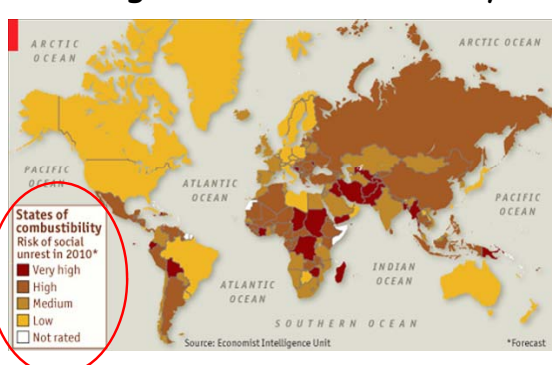 ARCTIC
OCEAN
ARCTIC OCEAN
PACIFIC
OCEAN
ATLANTIC
OCEAN
PACIFIC
OCEAN
States of
combustibility
Risk of social
unrest in 2010*
Very high
High
Medium
Low
Not rated
ATLANTIC
OCEAN
INDIAN
OCEAN
SOUTHERN OCEAN
Source: Economist Intelligence Unit
*Forecast